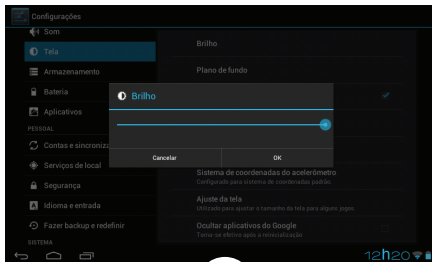 Configurações
Som
Tela
Armazenamento
Bateria
Aplicativos
PESSOAL
Contas e sincroniza
Serviços de local
Segurança
Idioma e entrada
Fazer backup e redefinir
SISTEMA
Brilho
Plano de fundo
Brilho
Cancelar
OK
Sistema de coordenadas do acelerômetro
Configurado para sistema de coordenadas padrão.
Ajuste da tela
Utilizado para ajustar o tamanho da tela para alguns jogos
Ocultar aplicativos do Google
Torna-se efetivo após a reinicialização
12h20